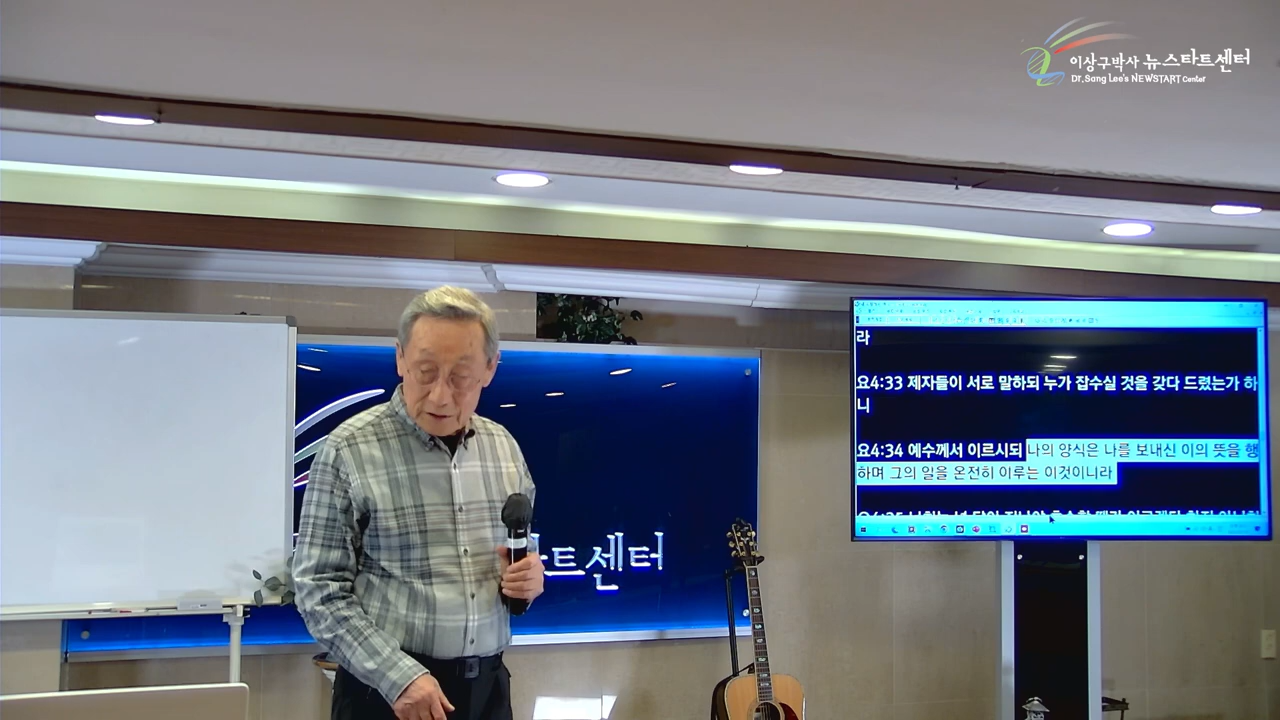 이상구박사 뉴스타트센터
Dr.Sang Lee's NEWSTART Center
라
요4:33 제자들이 서로 말하되 누가 잡수실 것을 갖다 드렸는가 하
니
요4:34 예수께서 이르시되 나의 양식은 나를 보내신 이의 뜻을 행
하며 그의 일을 온전히 이루는 이것이니라
트센터